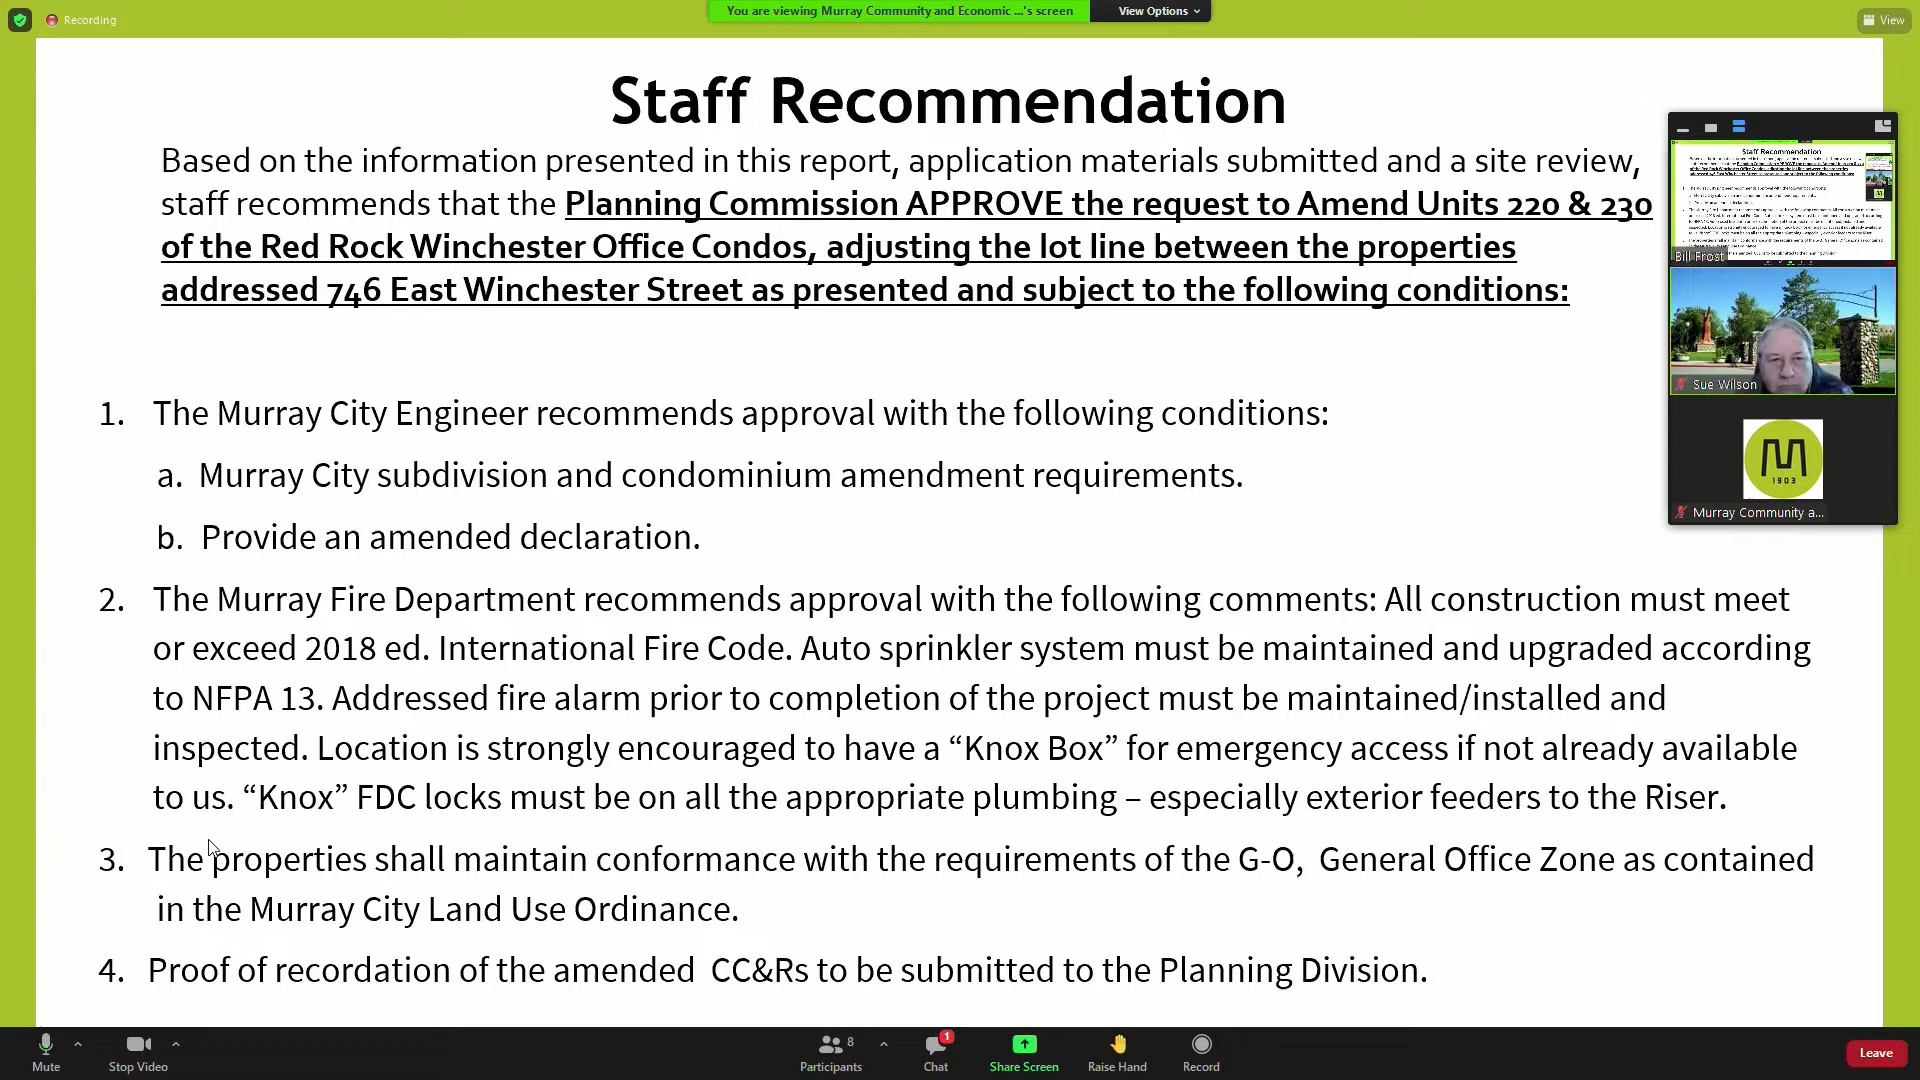 Recording
You are viewing Murray Community and Economic ...'s screen
View Options
View
Staff Recommendation
Based on the information presented in this report, application materials submitted and a site review,
staff recommends that the Planning Commission APPROVE the request to Amend Units 220 & 230
of the Red Rock Winchester Office Condos, adjusting the lot line between the properties
addressed 746 East Winchester Street as presented and subject to the following conditions:
1. The Murray City Engineer recommends approval with the following conditions:
a. Murray City subdivision and condominium amendment requirements.
b. Provide an amended declaration.
2. The Murray Fire Department recommends approval with the following comments: All construction must meet
or exceed 2018 ed. International Fire Code. Auto sprinkler system must be maintained and upgraded according
to NFPA 13. Addressed fire alarm prior to completion of the project must be maintained/installed and
inspected. Location is strongly encouraged to have a “Knox Box” for emergency access if not already available
to us. “Knox” FDC locks must be on all the appropriate plumbing – especially exterior feeders to the Riser.
3. The properties shall maintain conformance with the requirements of the G-O, General Office Zone as contained
in the Murray City Land Use Ordinance.
4. Proof of recordation of the amended CC&Rs to be submitted to the Planning Division.
Staff Recommendation
Bill Frost
Sue Wilson
1903
Murray Community a...
Mute
Stop Video
Participants
8
Chat
1
Share Screen
Raise Hand
Record
Leave